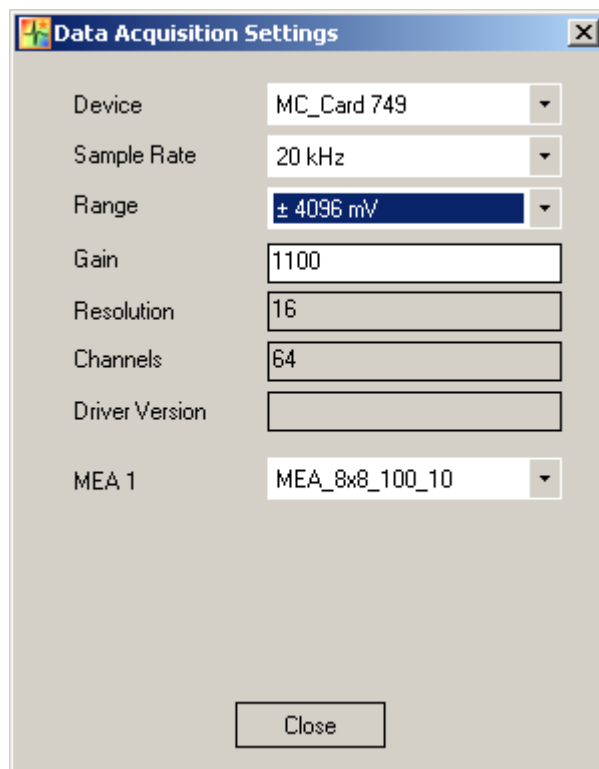 Data Acquisition Settings
Device MC_Card 749
Sample Rate 20 kHz
Range ± 4096 mV
Gain 1100
Resolution 16
Channels 64
Driver Version
MEA 1 MEA_8x8_100_10
Close